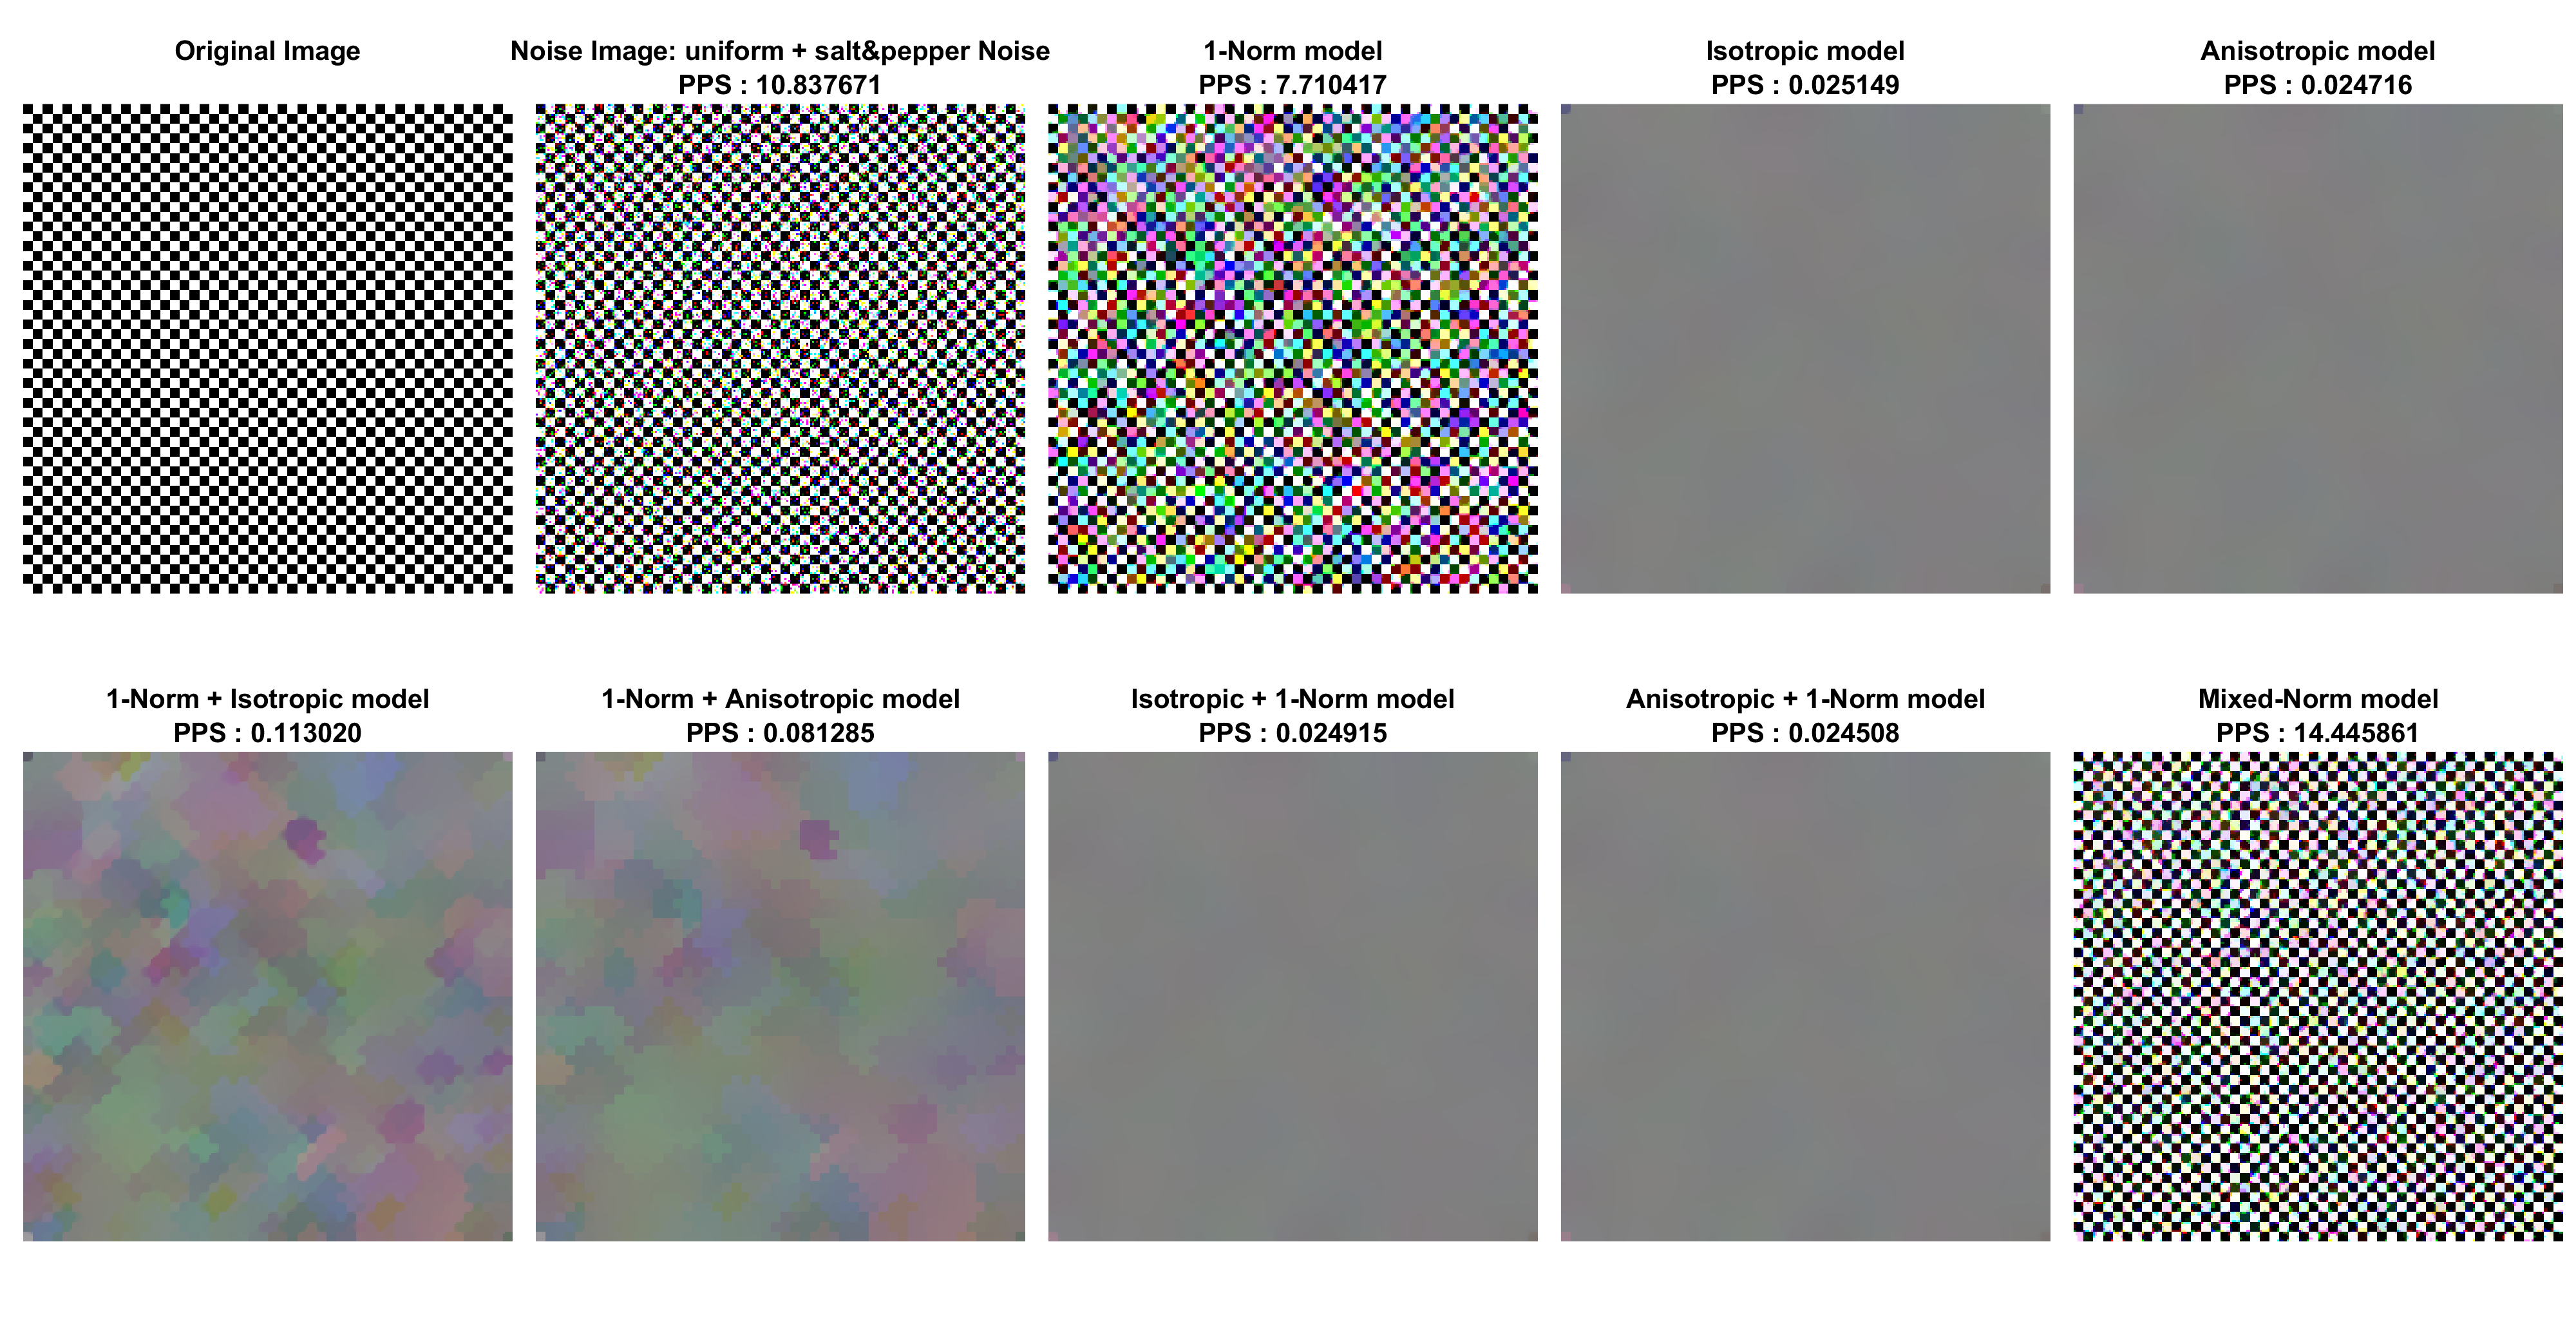 Original Image
Noise Image: uniform + salt&pepper Noise
PPS : 10.837671
1-Norm model
PPS : 7.710417
Isotropic model
PPS : 0.025149
Anisotropic model
PPS : 0.024716
1-Norm + Isotropic model
PPS : 0.113020
1-Norm + Anisotropic model
PPS : 0.081285
Isotropic + 1-Norm model
PPS : 0.024915
Anisotropic + 1-Norm model
PPS : 0.024508
Mixed-Norm model
PPS : 14.445861